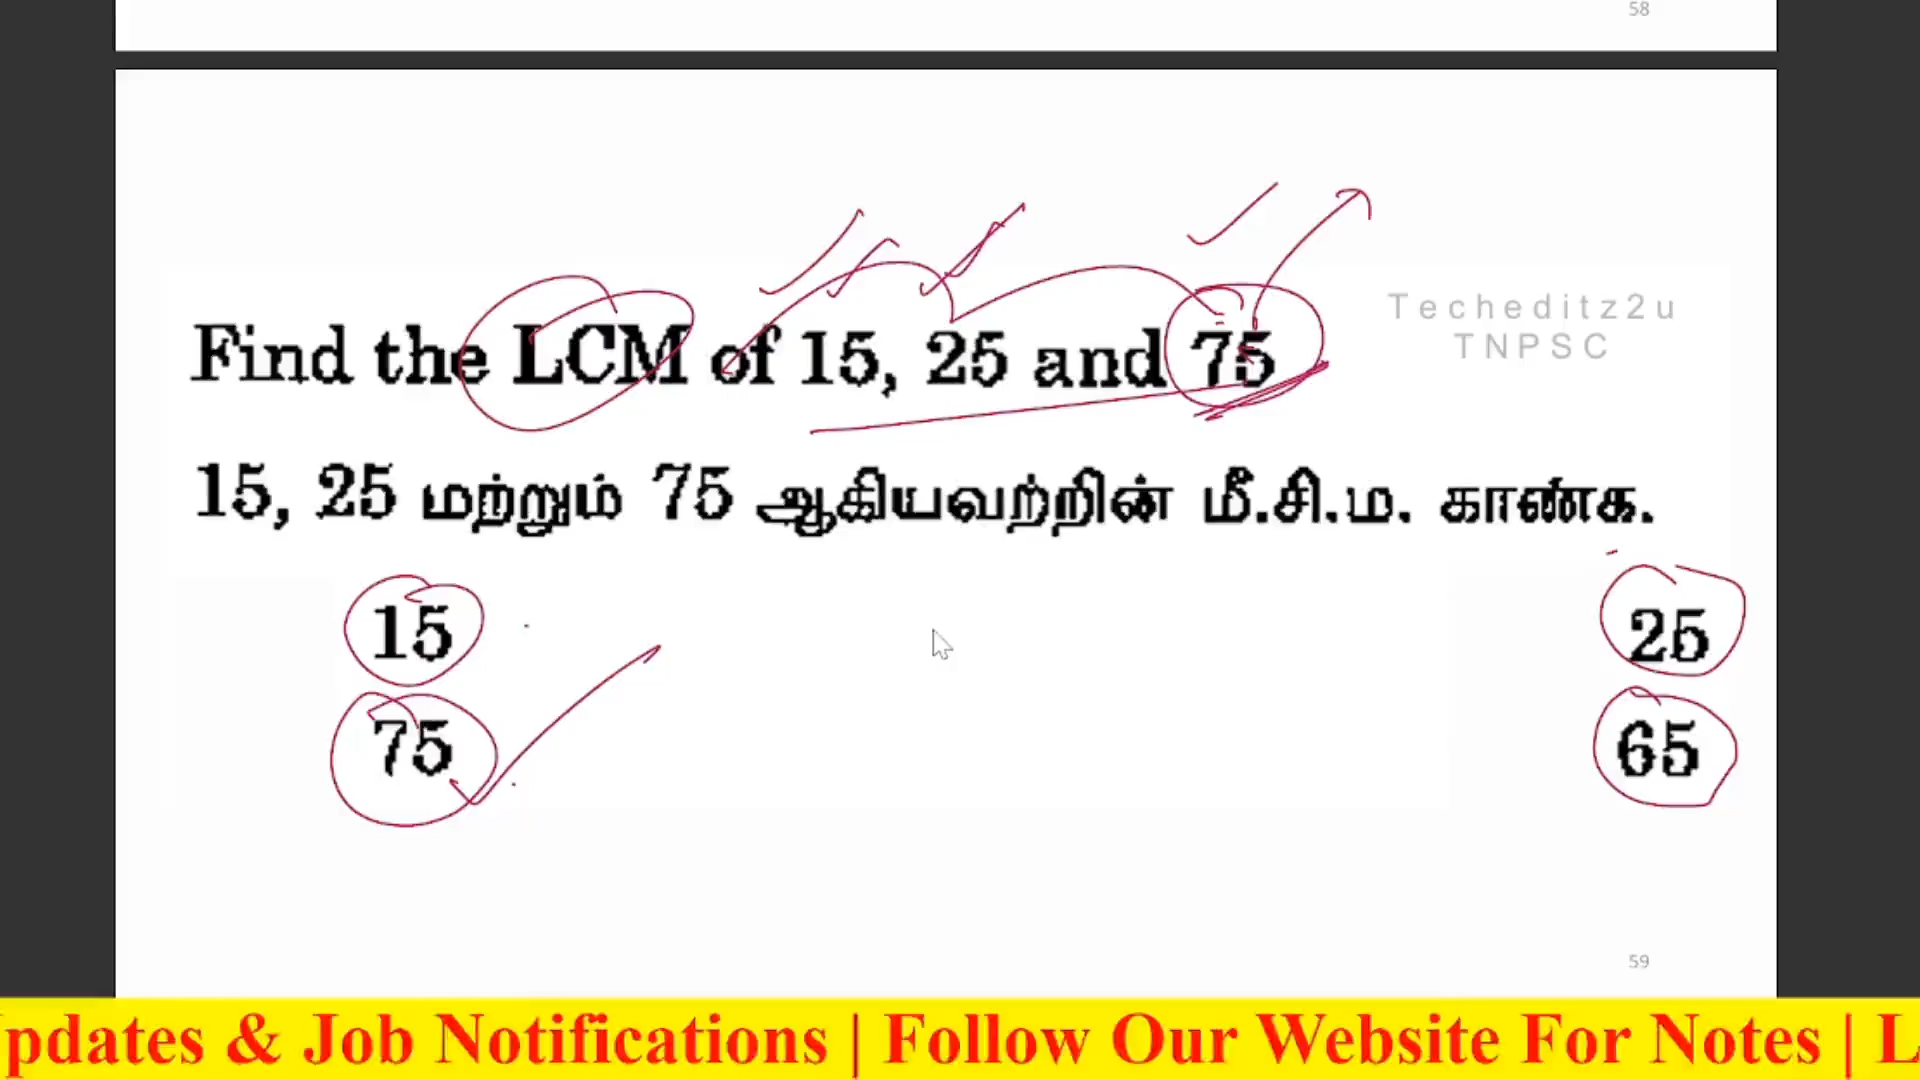 58
Find the LCM of 15, 25 and 75
Techeditz2u
TNPSC
15, 25 மற்றும் 75 ஆகியவற்றின் மீ.சி.ம. காண்க.
15 25
75 65
59
pdates & Job Notifications | Follow Our Website For Notes | L